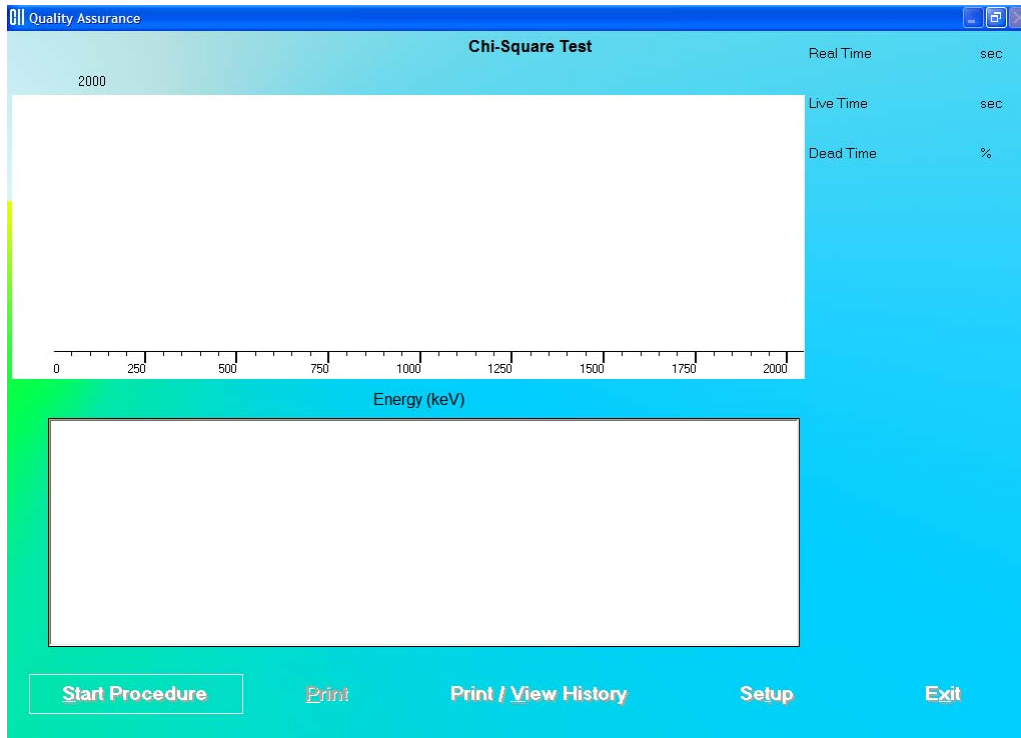 Quality Assurance
Chi-Square Test
Real Time sec
2000
Live Time sec
Dead Time %
0 250 500 750 1000 1250 1500 1750 2000
Energy (keV)
Start Procedure Print Print / View History Setup Exit